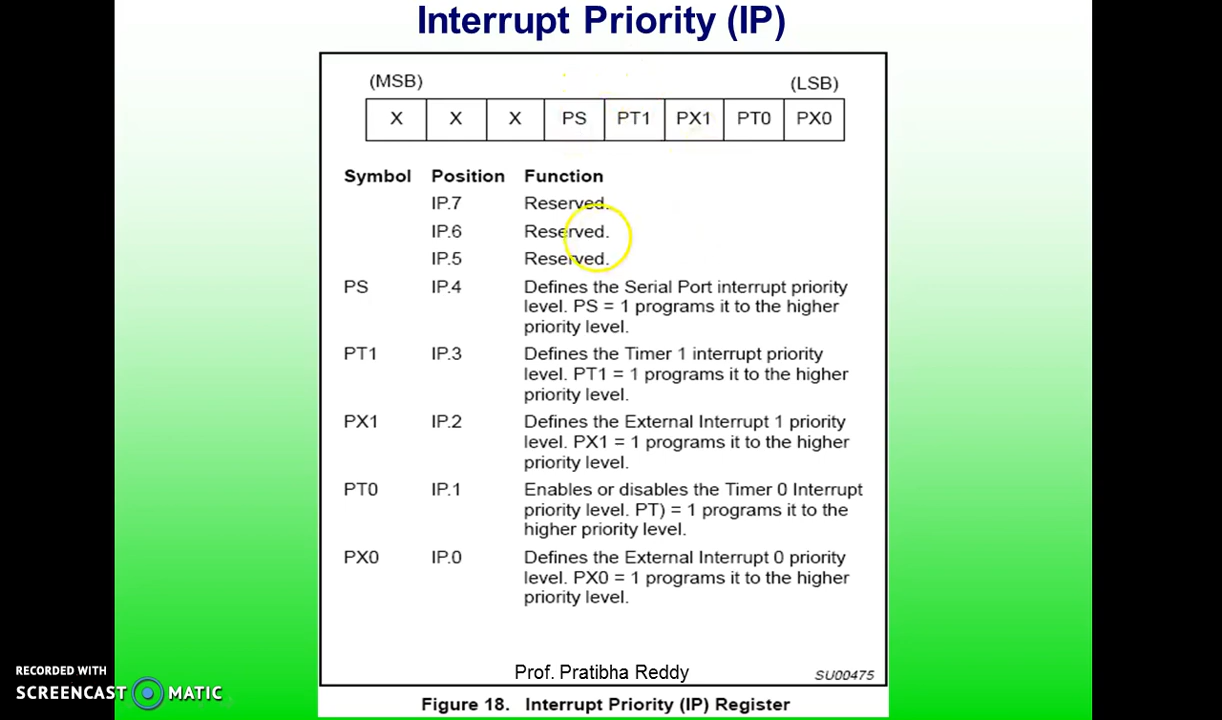 Interrupt Priority (IP)
(MSB) (LSB)
X X X PS PT1 PX1 PT0 PX0
Symbol Position Function
IP.7 Reserved.
IP.6 Reserved.
IP.5 Reserved.
PS IP.4 Defines the Serial Port interrupt priority
level. PS = 1 programs it to the higher
priority level.
PT1 IP.3 Defines the Timer 1 interrupt priority
level. PT1 = 1 programs it to the higher
priority level.
PX1 IP.2 Defines the External Interrupt 1 priority
level. PX1 = 1 programs it to the higher
priority level.
PT0 IP.1 Enables or disables the Timer 0 Interrupt
priority level. PT) = 1 programs it to the
higher priority level.
PX0 IP.0 Defines the External Interrupt 0 priority
level. PX0 = 1 programs it to the higher
priority level.
Prof. Pratibha Reddy
SU00475
Figure 18. Interrupt Priority (IP) Register
RECORDED WITH
SCREENCAST MATIC